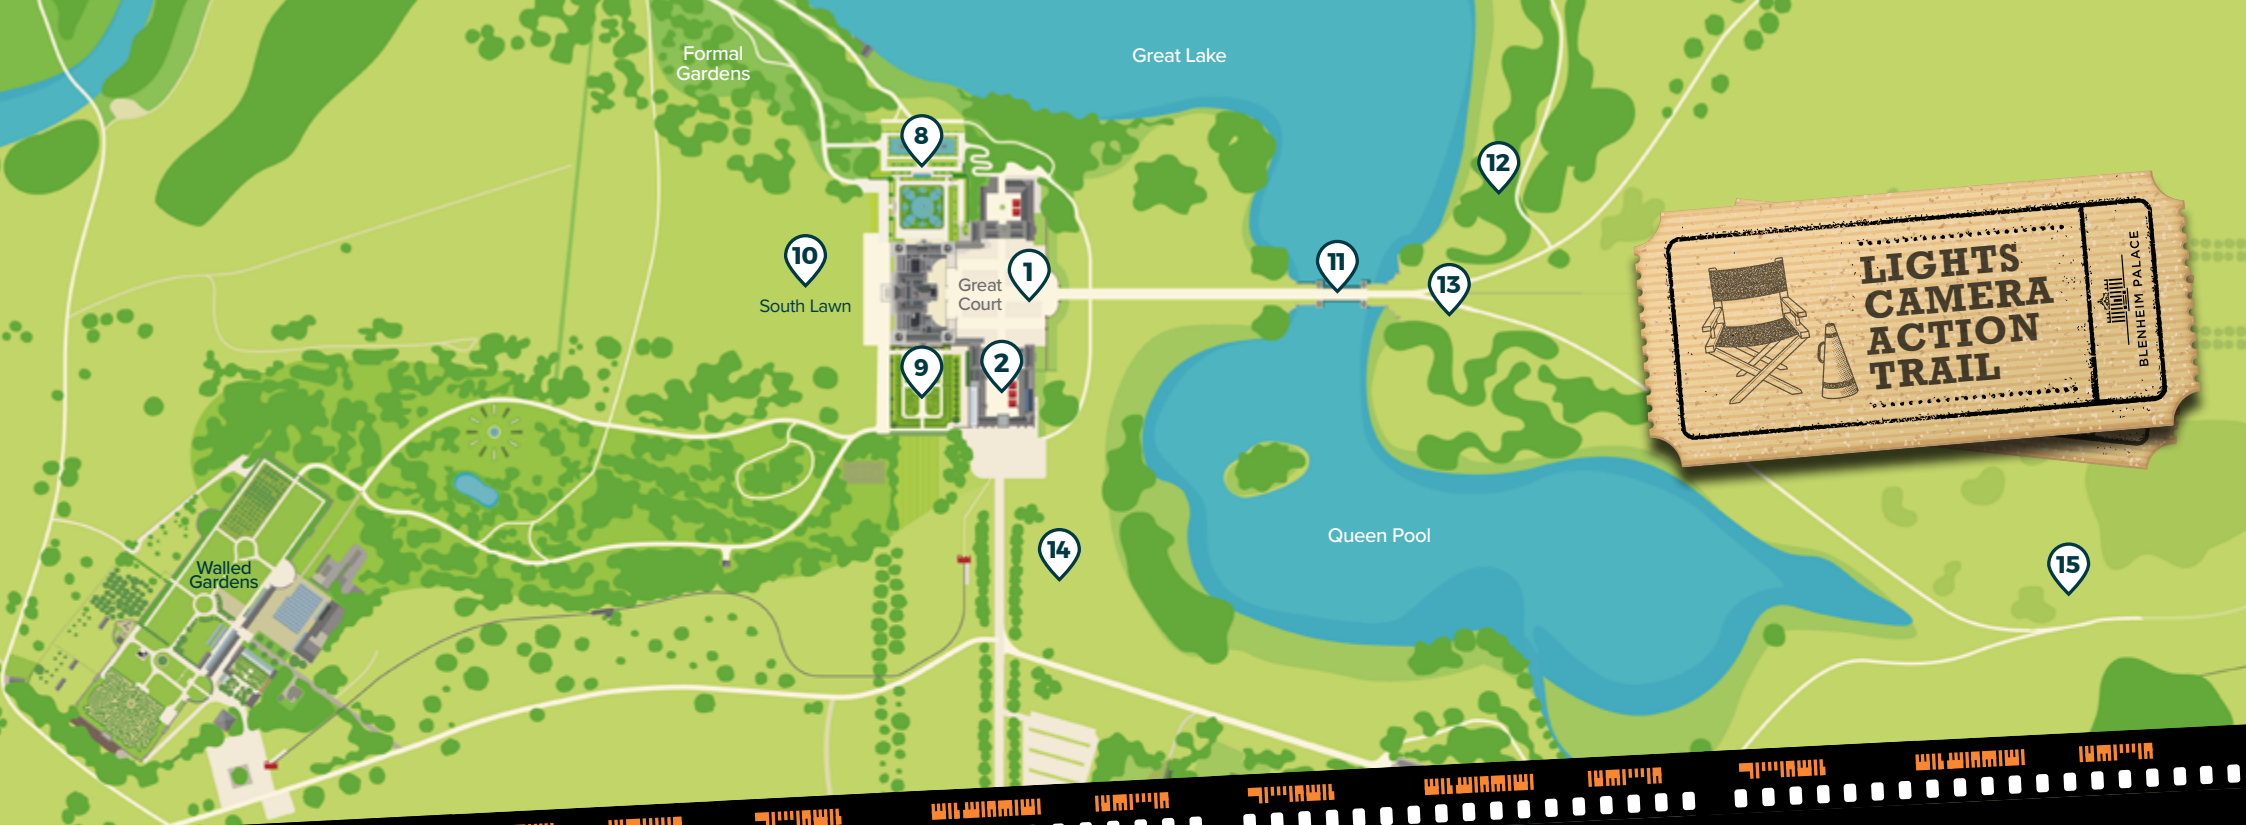 Formal
Gardens
Great Lake
8
12
10
South Lawn
Great
Court
1
11
13
9
2
LIGHTS
CAMERA
ACTION
TRAIL
BLENHEIM PALACE
Queen Pool
14
15
Walled
Gardens